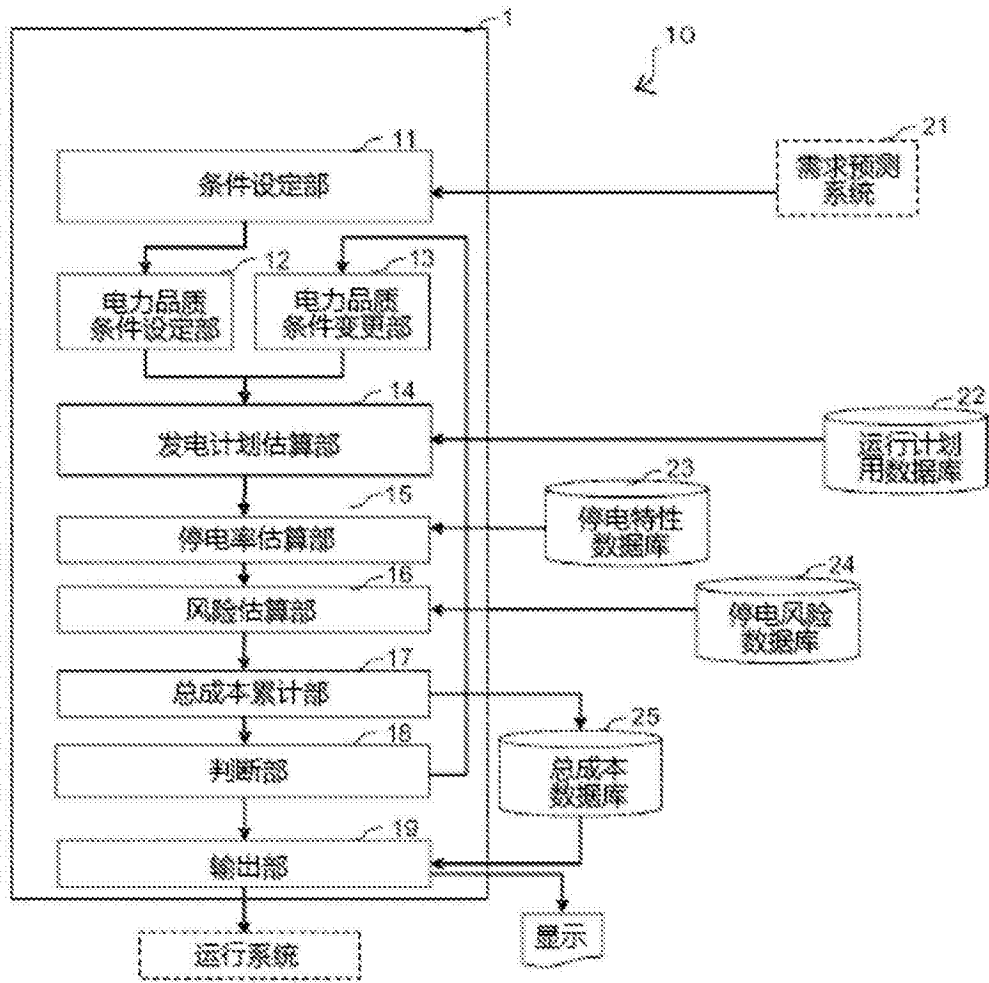 1
10
11
条件设定部
21
需求预测
系统
12
电力品质
条件设定部
13
电力品质
条件变更部
14
发电计划估算部
22
运行计划
用数据库
15
停电率估算部
23
停电特性
数据库
16
风险估算部
24
停电风险
数据库
17
总成本累计部
25
总成本
数据库
18
判断部
19
输出部
显示
运行系统